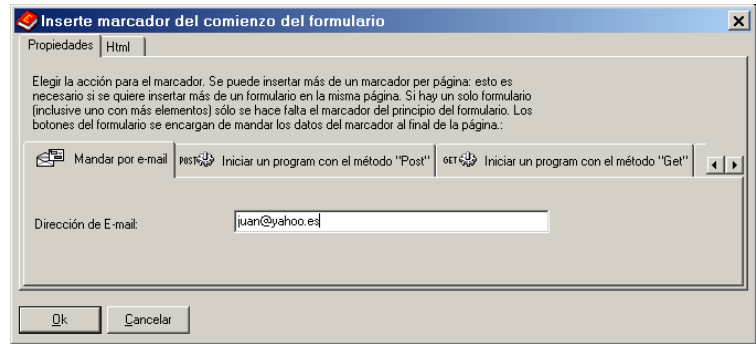 Inserte marcador del comienzo del formulario
Propiedades Html
Elegir la acción para el marcador. Se puede insertar más de un marcador per página: esto es
necesario si se quiere insertar más de un formulario en la misma página. Si hay un solo formulario
(inclusive uno con más elementos) sólo se hace falta el marcador del principio del formulario. Los
botones del formulario se encargan de mandar los datos del marcador al final de la página.:
Mandar por e-mail POST Iniciar un program con el método "Post" GET Iniciar un program con el método "Get"
Dirección de E-mail: juan@yahoo.es
Ok Cancelar